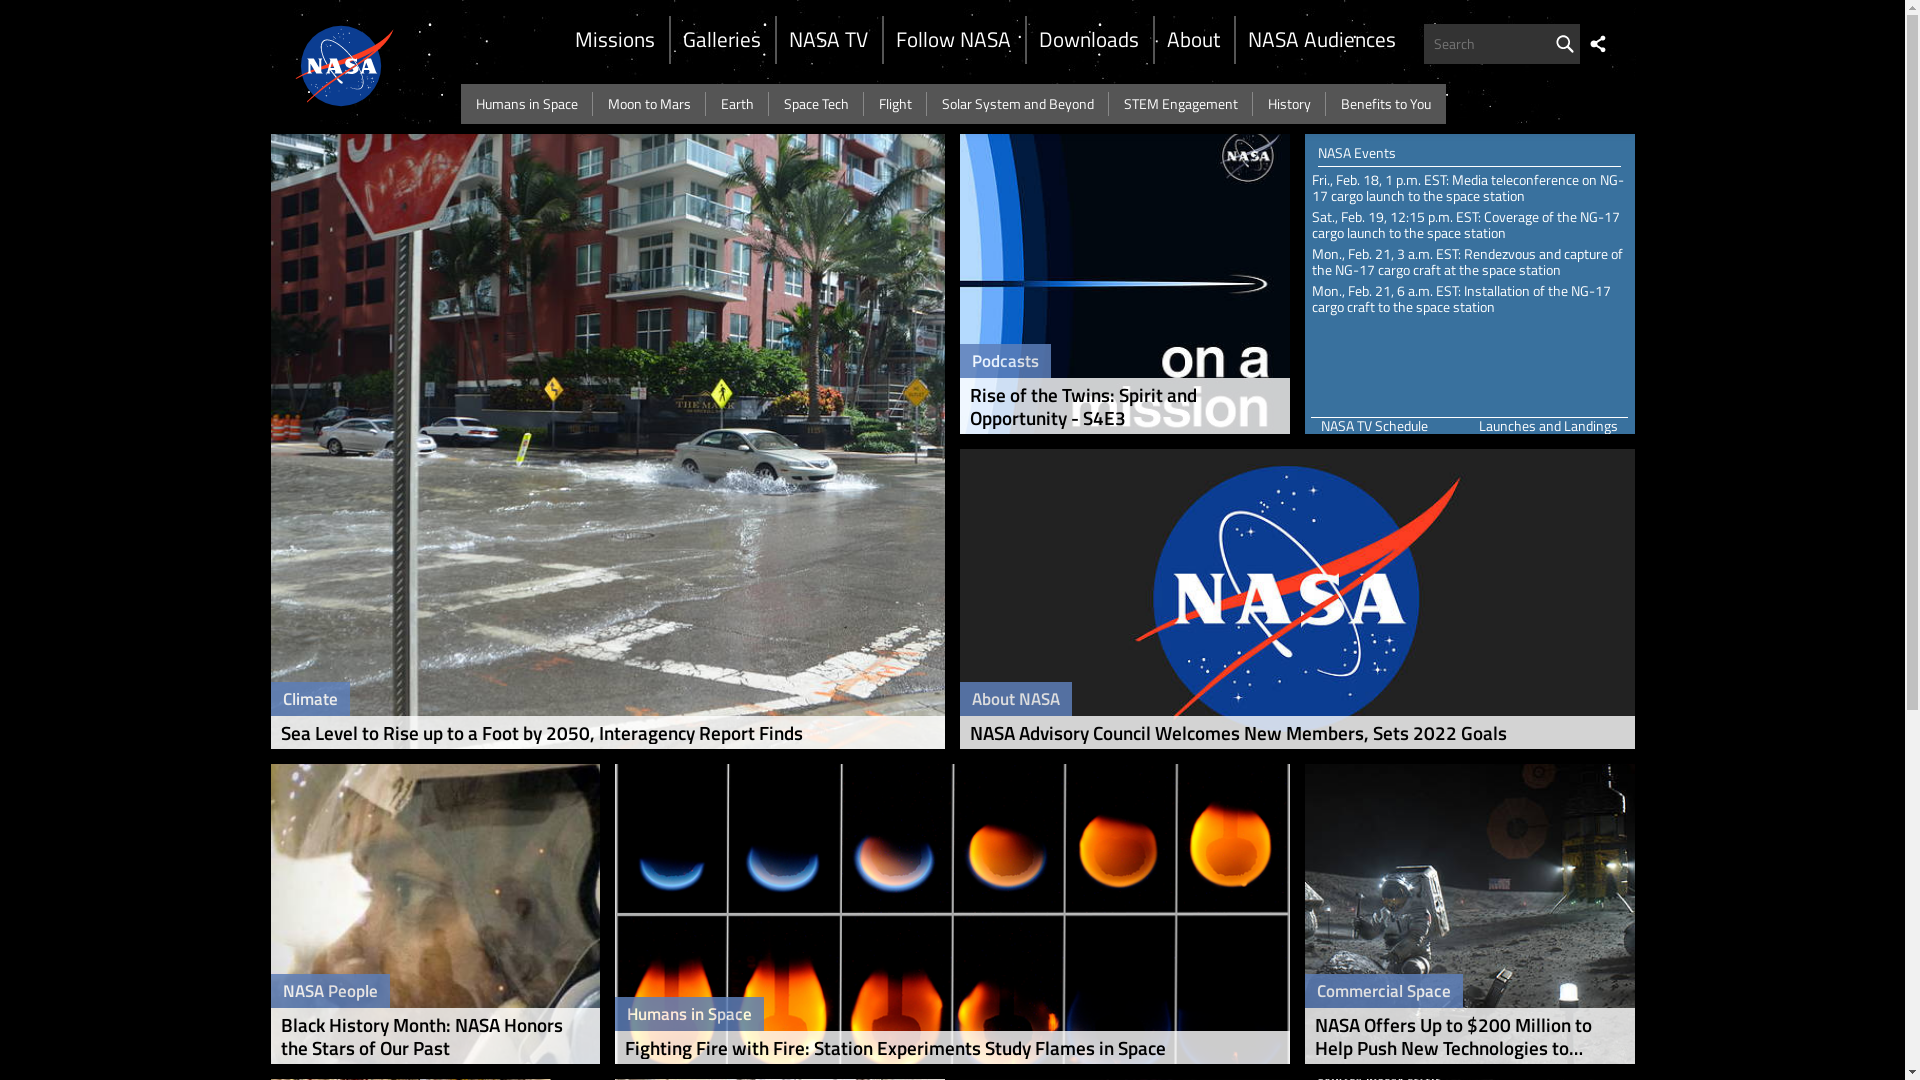 NASA
Missions
Galleries
NASA TV
Follow NASA
Downloads
About
NASA Audiences
Search
Humans in Space
Moon to Mars
Earth
Space Tech
Flight
Solar System and Beyond
STEM Engagement
History
Benefits to You
STOP
THE MARK
Climate
Sea Level to Rise up to a Foot by 2050, Interagency Report Finds
NASA
on a
mission
Podcasts
Rise of the Twins: Spirit and
Opportunity - S4E3
NASA Events
Fri., Feb. 18, 1 p.m. EST: Media teleconference on NG-
17 cargo launch to the space station
Sat., Feb. 19, 12:15 p.m. EST: Coverage of the NG-17
cargo launch to the space station
Mon., Feb. 21, 3 a.m. EST: Rendezvous and capture of
the NG-17 cargo craft at the space station
Mon., Feb. 21, 6 a.m. EST: Installation of the NG-17
cargo craft to the space station
NASA TV Schedule
Launches and Landings
NASA
About NASA
NASA Advisory Council Welcomes New Members, Sets 2022 Goals
NASA People
Black History Month: NASA Honors
the Stars of Our Past
Humans in Space
Fighting Fire with Fire: Station Experiments Study Flames in Space
Commercial Space
NASA Offers Up to $200 Million to
Help Push New Technologies to...